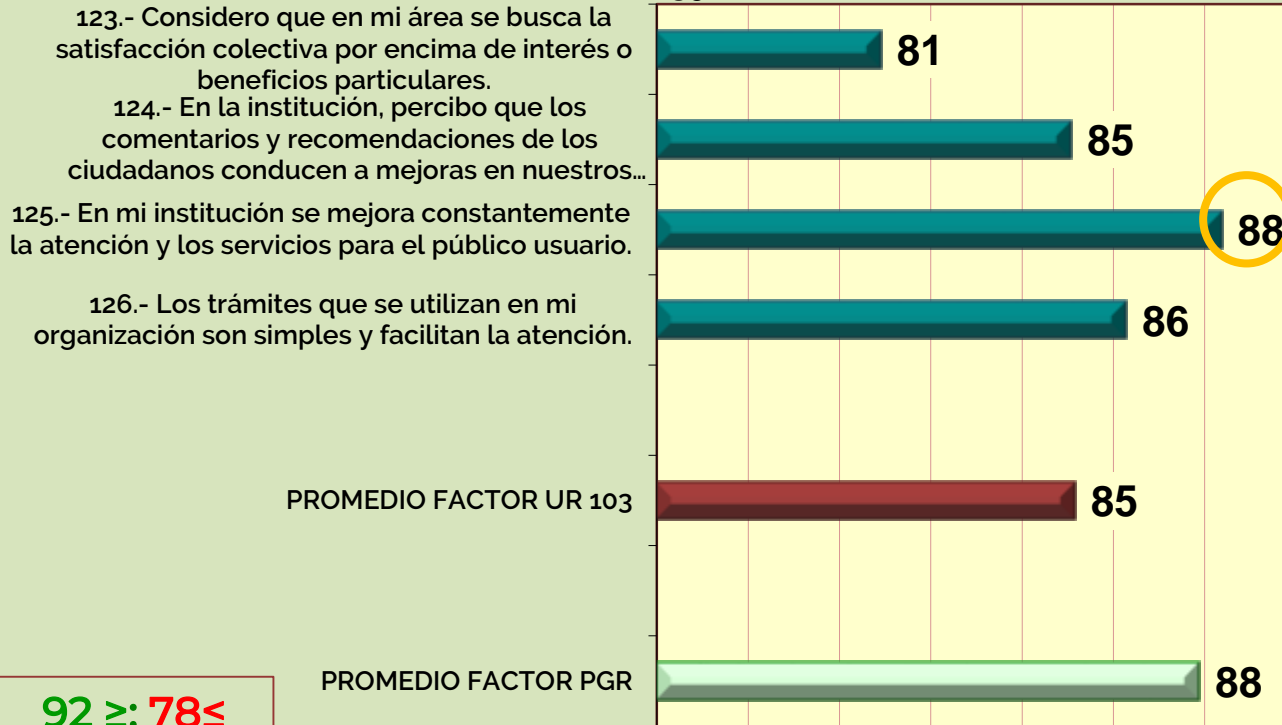 123.- Considero que en mi área se busca la
satisfacción colectiva por encima de interés o
beneficios particulares.
81
124.- En la institución, percibo que los
comentarios y recomendaciones de los
ciudadanos conducen a mejoras en nuestros…
85
125.- En mi institución se mejora constantemente
la atención y los servicios para el público usuario.
88
126.- Los trámites que se utilizan en mi
organización son simples y facilitan la atención.
86
PROMEDIO FACTOR UR 103
85
PROMEDIO FACTOR PGR
88
92 ≥; 78≤